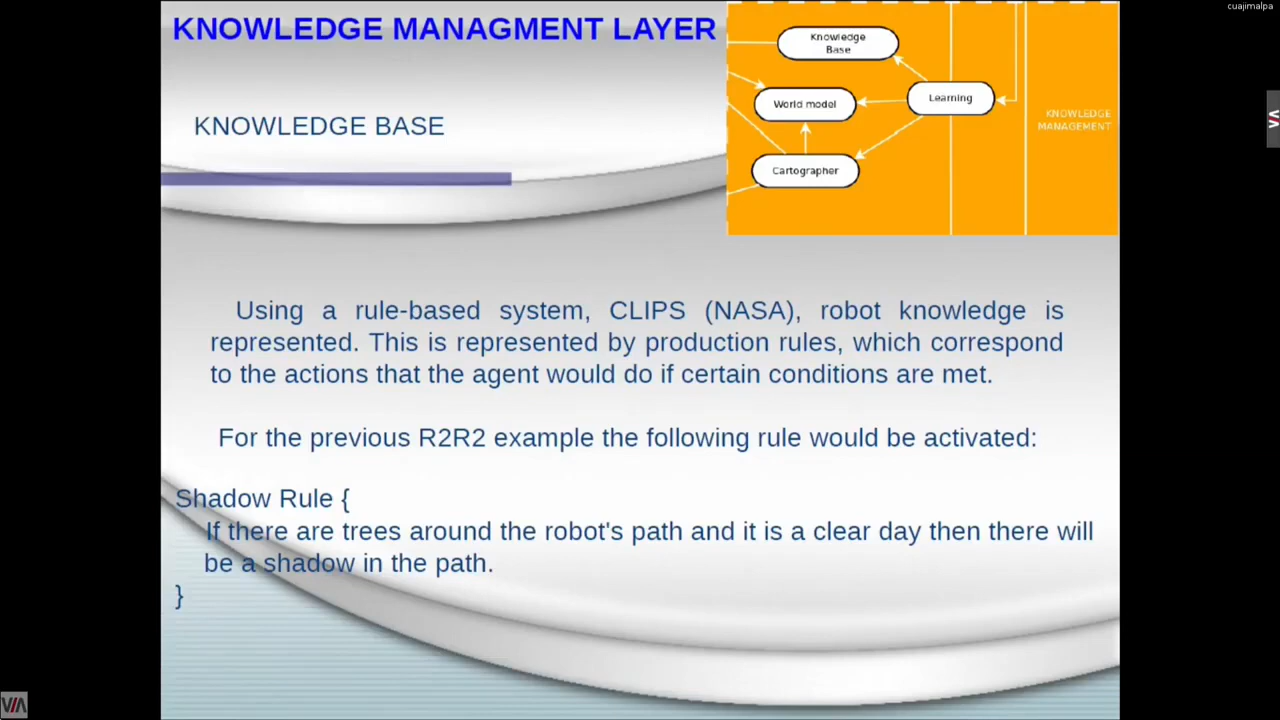 cuajimalpa
KNOWLEDGE MANAGMENT LAYER
KNOWLEDGE BASE
Knowledge
Base
World model
Learning
Cartographer
KNOWLEDGE
MANAGEMENT
Using a rule-based system, CLIPS (NASA), robot knowledge is
represented. This is represented by production rules, which correspond
to the actions that the agent would do if certain conditions are met.
For the previous R2R2 example the following rule would be activated:
Shadow Rule {
If there are trees around the robot's path and it is a clear day then there will
be a shadow in the path.
}
VIA